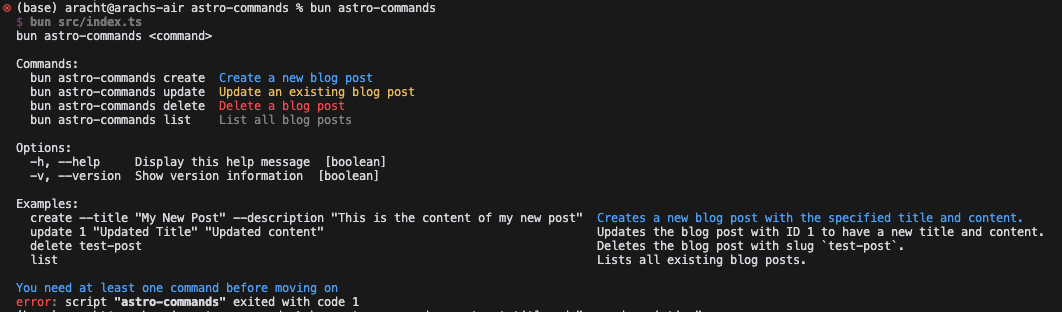 (base) aracht@arachs-air astro-commands % bun astro-commands
$ bun src/index.ts
bun astro-commands <command>
Commands:
bun astro-commands create Create a new blog post
bun astro-commands update Update an existing blog post
bun astro-commands delete Delete a blog post
bun astro-commands list List all blog posts
Options:
-h, --help Display this help message [boolean]
-v, --version Show version information [boolean]
Examples:
create --title "My New Post" --description "This is the content of my new post" Creates a new blog post with the specified title and content.
update 1 "Updated Title" "Updated content" Updates the blog post with ID 1 to have a new title and content.
delete test-post Deletes the blog post with slug `test-post`.
list Lists all existing blog posts.
You need at least one command before moving on
error: script "astro-commands" exited with code 1